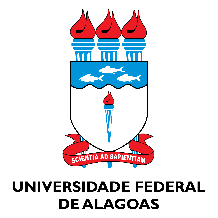 SCIENTIA AD SAPIENTIAM
UNIVERSIDADE FEDERAL
DE ALAGOAS